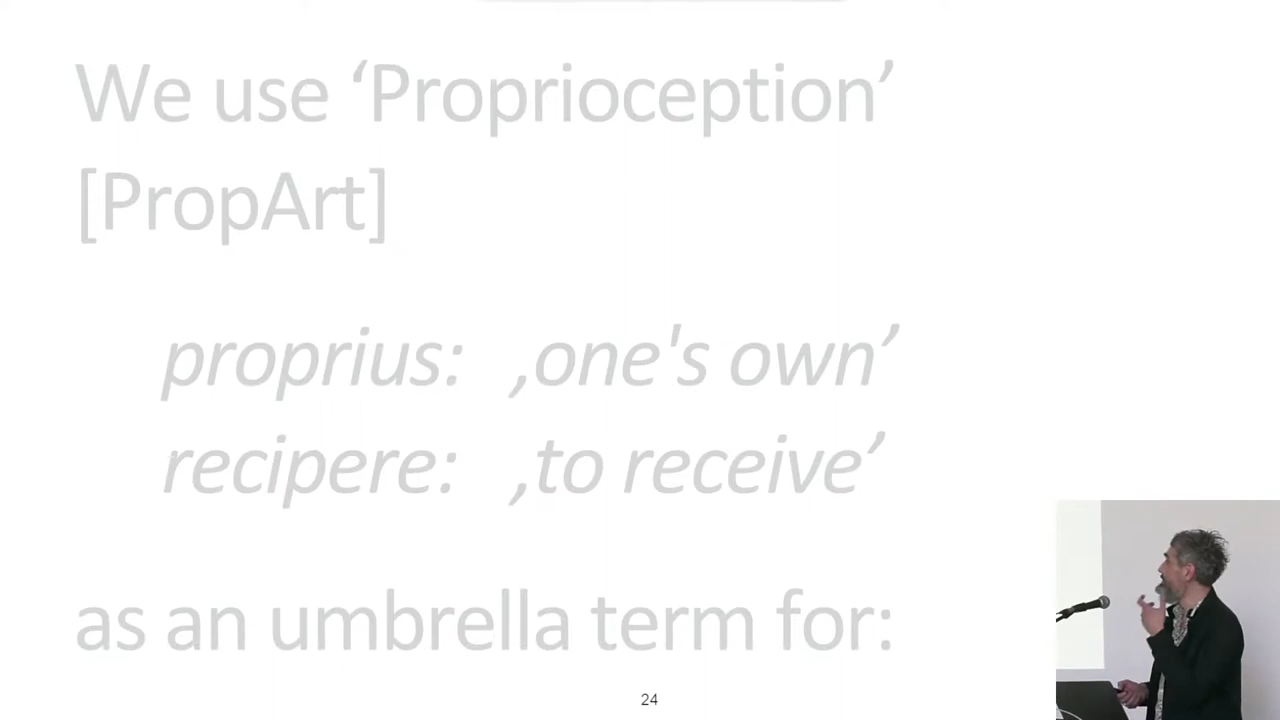 We use ‘Proprioception’
[PropArt]
proprius: ‚one's own’
recipere: ‚to receive’
as an umbrella term for:
24